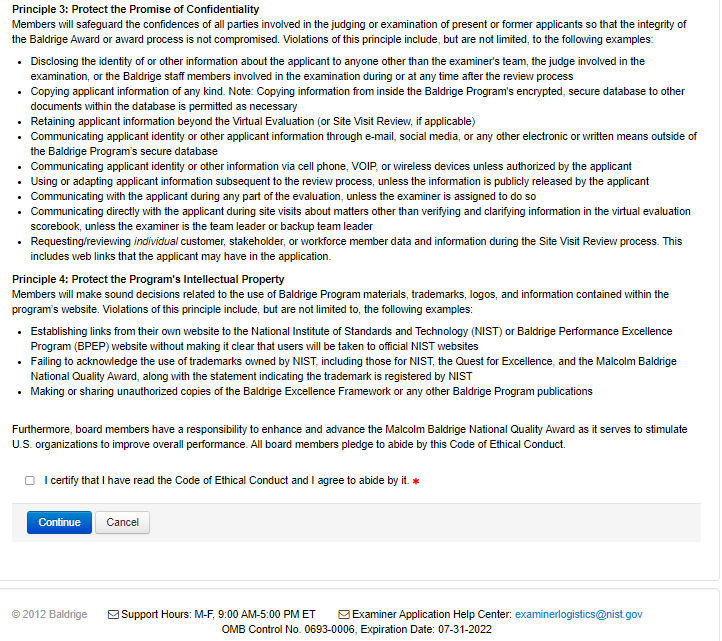 Principle 3: Protect the Promise of Confidentiality
Members will safeguard the confidences of all parties involved in the judging or examination of present or former applicants so that the integrity of
the Baldrige Award or award process is not compromised. Violations of this principle include, but are not limited, to the following examples:
• Disclosing the identity of or other information about the applicant to anyone other than the examiner's team, the judge involved in the
examination, or the Baldrige staff members involved in the examination during or at any time after the review process
• Copying applicant information of any kind. Note: Copying information from inside the Baldrige Program's encrypted, secure database to other
documents within the database is permitted as necessary
• Retaining applicant information beyond the Virtual Evaluation (or Site Visit Review, if applicable)
• Communicating applicant identity or other applicant information through e-mail, social media, or any other electronic or written means outside of
the Baldrige Program's secure database
• Communicating applicant identity or other information via cell phone, VOIP, or wireless devices unless authorized by the applicant
• Using or adapting applicant information subsequent to the review process, unless the information is publicly released by the applicant
• Communicating with the applicant during any part of the evaluation, unless the examiner is assigned to do so
• Communicating directly with the applicant during site visits about matters other than verifying and clarifying information in the virtual evaluation
scorebook, unless the examiner is the team leader or backup team leader
• Requesting/reviewing individual customer, stakeholder, or workforce member data and information during the Site Visit Review process. This
includes web links that the applicant may have in the application.
Principle 4: Protect the Program's Intellectual Property
Members will make sound decisions related to the use of Baldrige Program materials, trademarks, logos, and information contained within the
program's website. Violations of this principle include, but are not limited to, the following examples:
• Establishing links from their own website to the National Institute of Standards and Technology (NIST) or Baldrige Performance Excellence
Program (BPEP) website without making it clear that users will be taken to official NIST websites
• Failing to acknowledge the use of trademarks owned by NIST, including those for NIST, the Quest for Excellence, and the Malcolm Baldrige
National Quality Award, along with the statement indicating the trademark is registered by NIST
• Making or sharing unauthorized copies of the Baldrige Excellence Framework or any other Baldrige Program publications
Furthermore, board members have a responsibility to enhance and advance the Malcolm Baldrige National Quality Award as it serves to stimulate
U.S. organizations to improve overall performance. All board members pledge to abide by this Code of Ethical Conduct.
I certify that I have read the Code of Ethical Conduct and I agree to abide by it. *
Continue Cancel
© 2012 Baldrige Support Hours: M-F, 9:00 AM-5:00 PM ET Examiner Application Help Center: examinerlogistics@nist.gov
OMB Control No. 0693-0006, Expiration Date: 07-31-2022